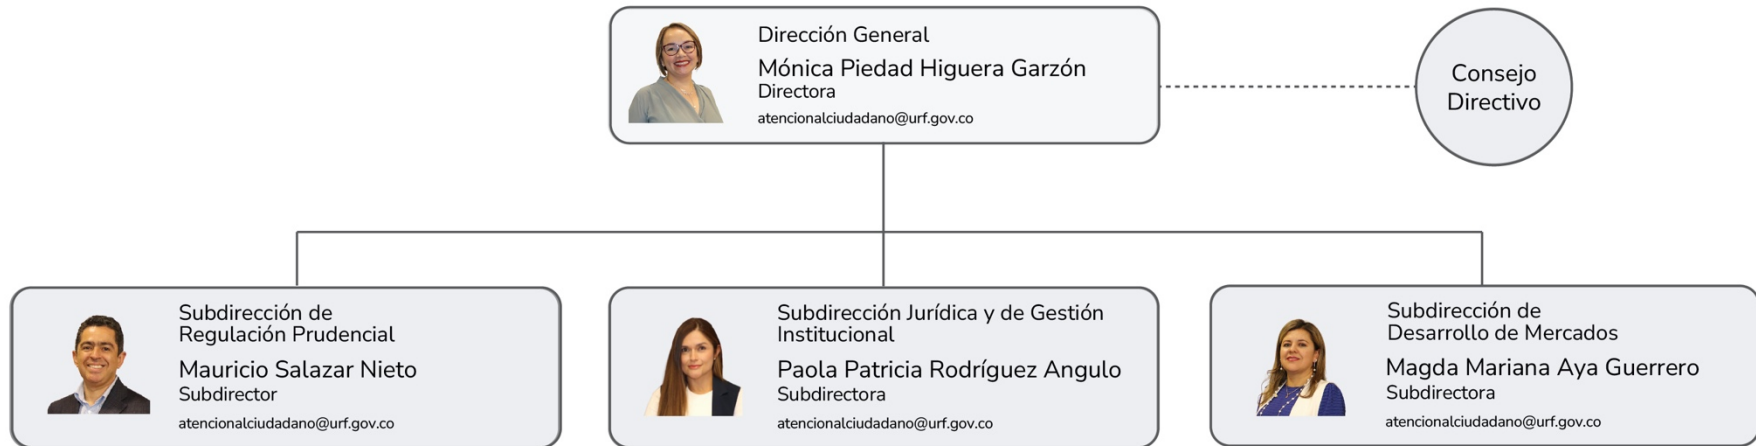 Dirección General
Mónica Piedad Higuera Garzón
Directora
atencionalciudadano@urf.gov.co
Consejo
Directivo
Subdirección de
Regulación Prudencial
Mauricio Salazar Nieto
Subdirector
atencionalciudadano@urf.gov.co
Subdirección Jurídica y de Gestión
Institucional
Paola Patricia Rodríguez Angulo
Subdirectora
atencionalciudadano@urf.gov.co
Subdirección de
Desarrollo de Mercados
Magda Mariana Aya Guerrero
Subdirectora
atencionalciudadano@urf.gov.co